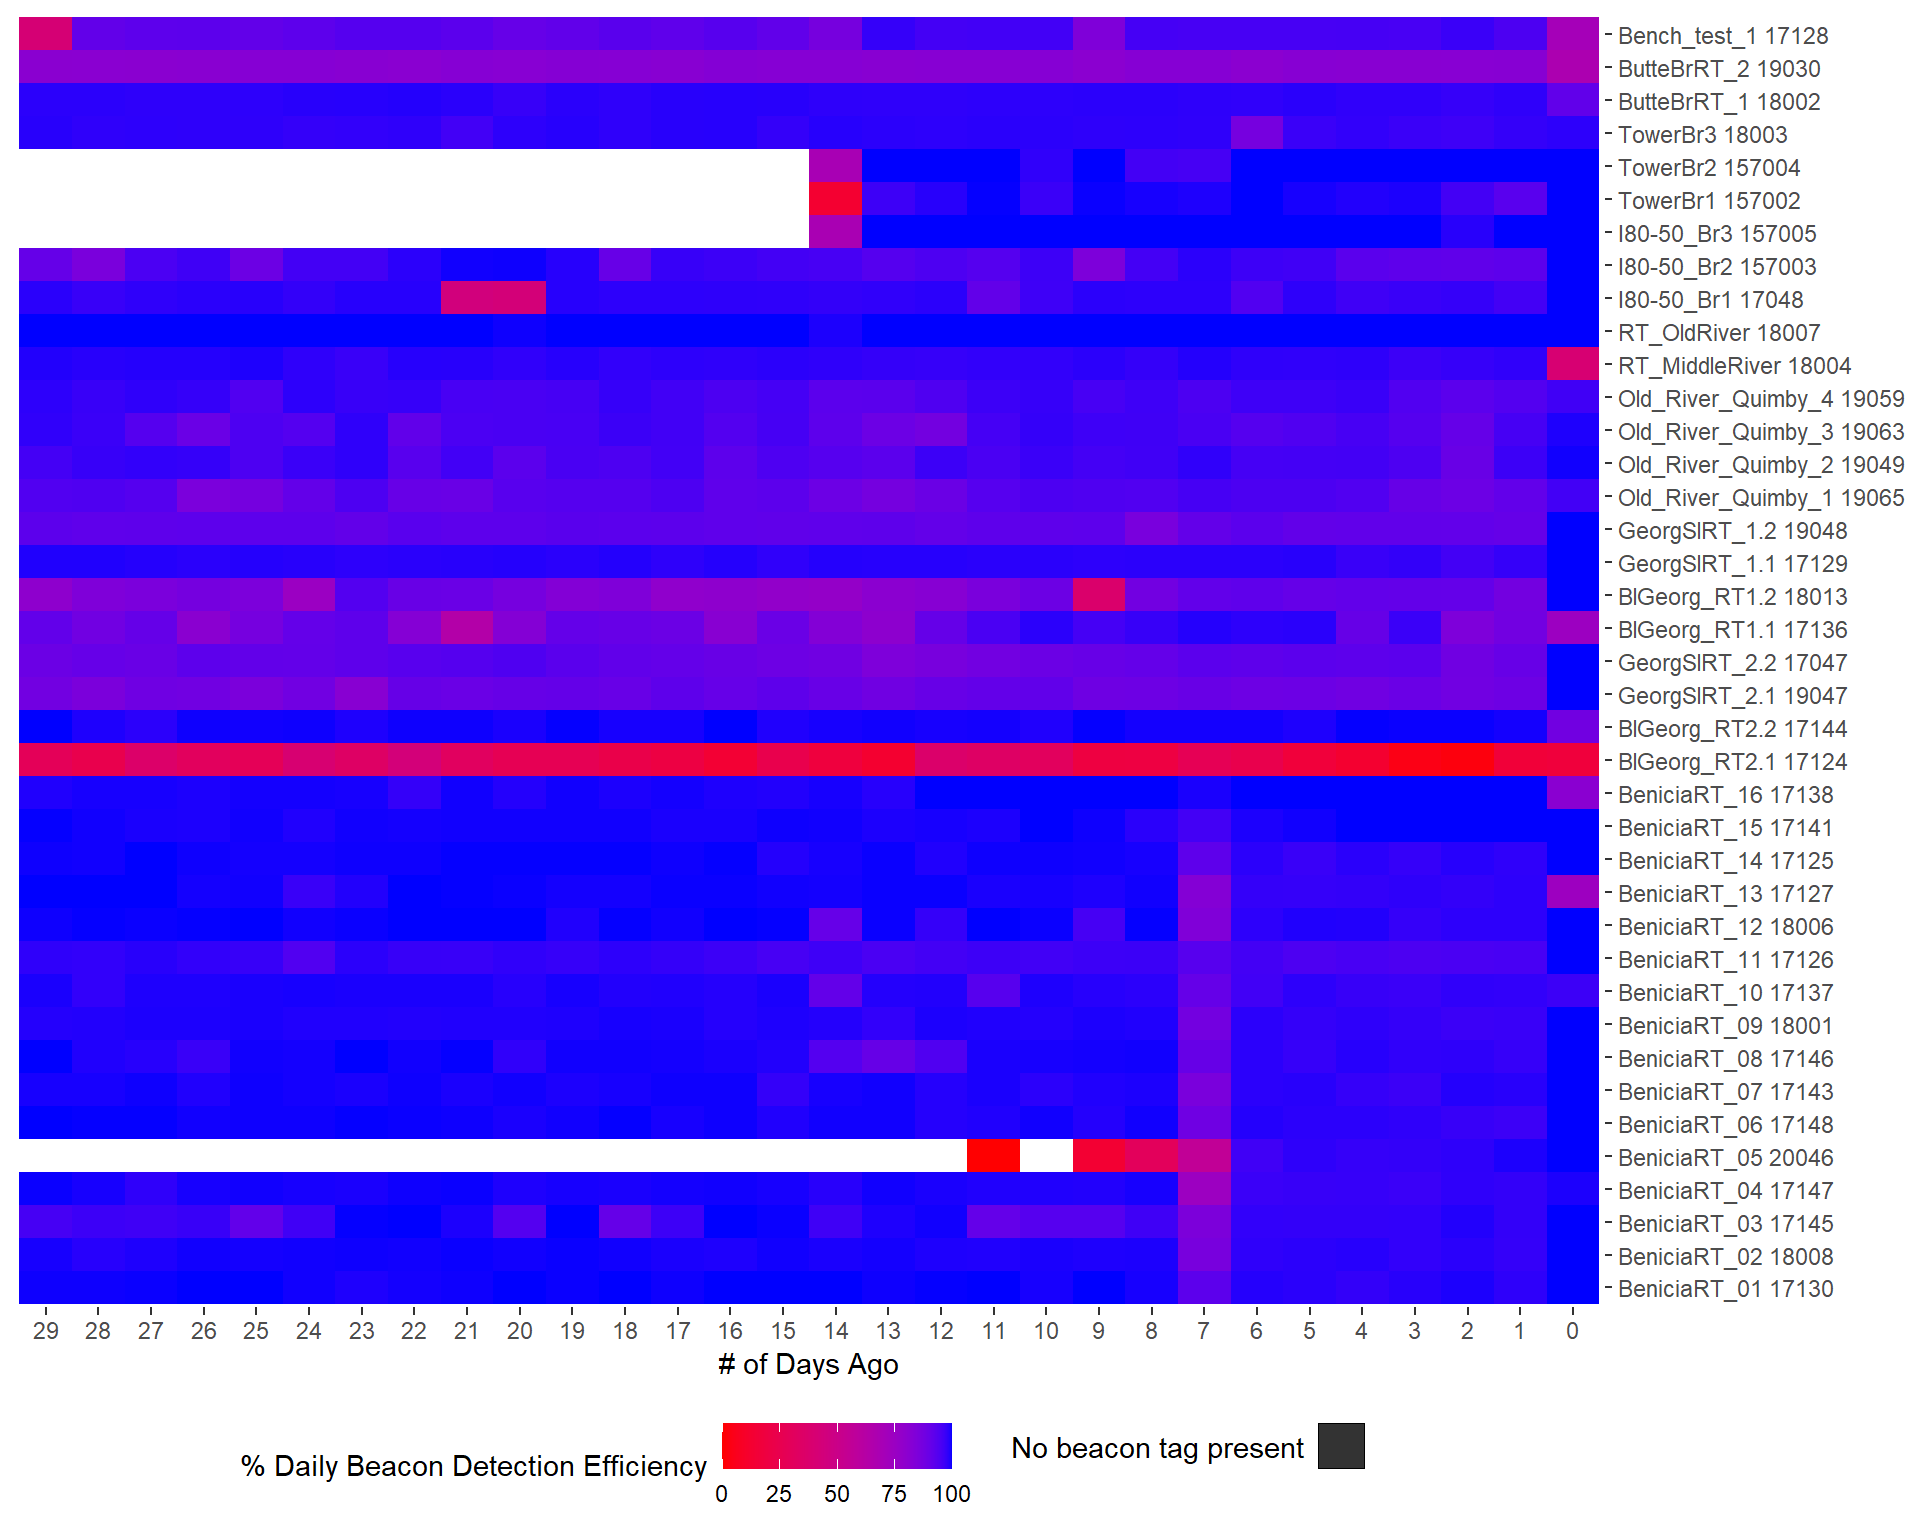 Bench_test_1 17128
ButteBrRT_2 19030
ButteBrRT_1 18002
TowerBr3 18003
TowerBr2 157004
TowerBr1 157002
I80-50_Br3 157005
I80-50_Br2 157003
I80-50_Br1 17048
RT_OldRiver 18007
RT_MiddleRiver 18004
Old_River_Quimby_4 19059
Old_River_Quimby_3 19063
Old_River_Quimby_2 19049
Old_River_Quimby_1 19065
GeorgSlRT_1.2 19048
GeorgSlRT_1.1 17129
BlGeorg_RT1.2 18013
BlGeorg_RT1.1 17136
GeorgSlRT_2.2 17047
GeorgSlRT_2.1 19047
BlGeorg_RT2.2 17144
BlGeorg_RT2.1 17124
BeniciaRT_16 17138
BeniciaRT_15 17141
BeniciaRT_14 17125
BeniciaRT_13 17127
BeniciaRT_12 18006
BeniciaRT_11 17126
BeniciaRT_10 17137
BeniciaRT_09 18001
BeniciaRT_08 17146
BeniciaRT_07 17143
BeniciaRT_06 17148
BeniciaRT_05 20046
BeniciaRT_04 17147
BeniciaRT_03 17145
BeniciaRT_02 18008
BeniciaRT_01 17130
29 28 27 26 25 24 23 22 21 20 19 18 17 16 15 14 13 12 11 10 9 8 7 6 5 4 3 2 1 0
# of Days Ago
% Daily Beacon Detection Efficiency
0 25 50 75 100
No beacon tag present